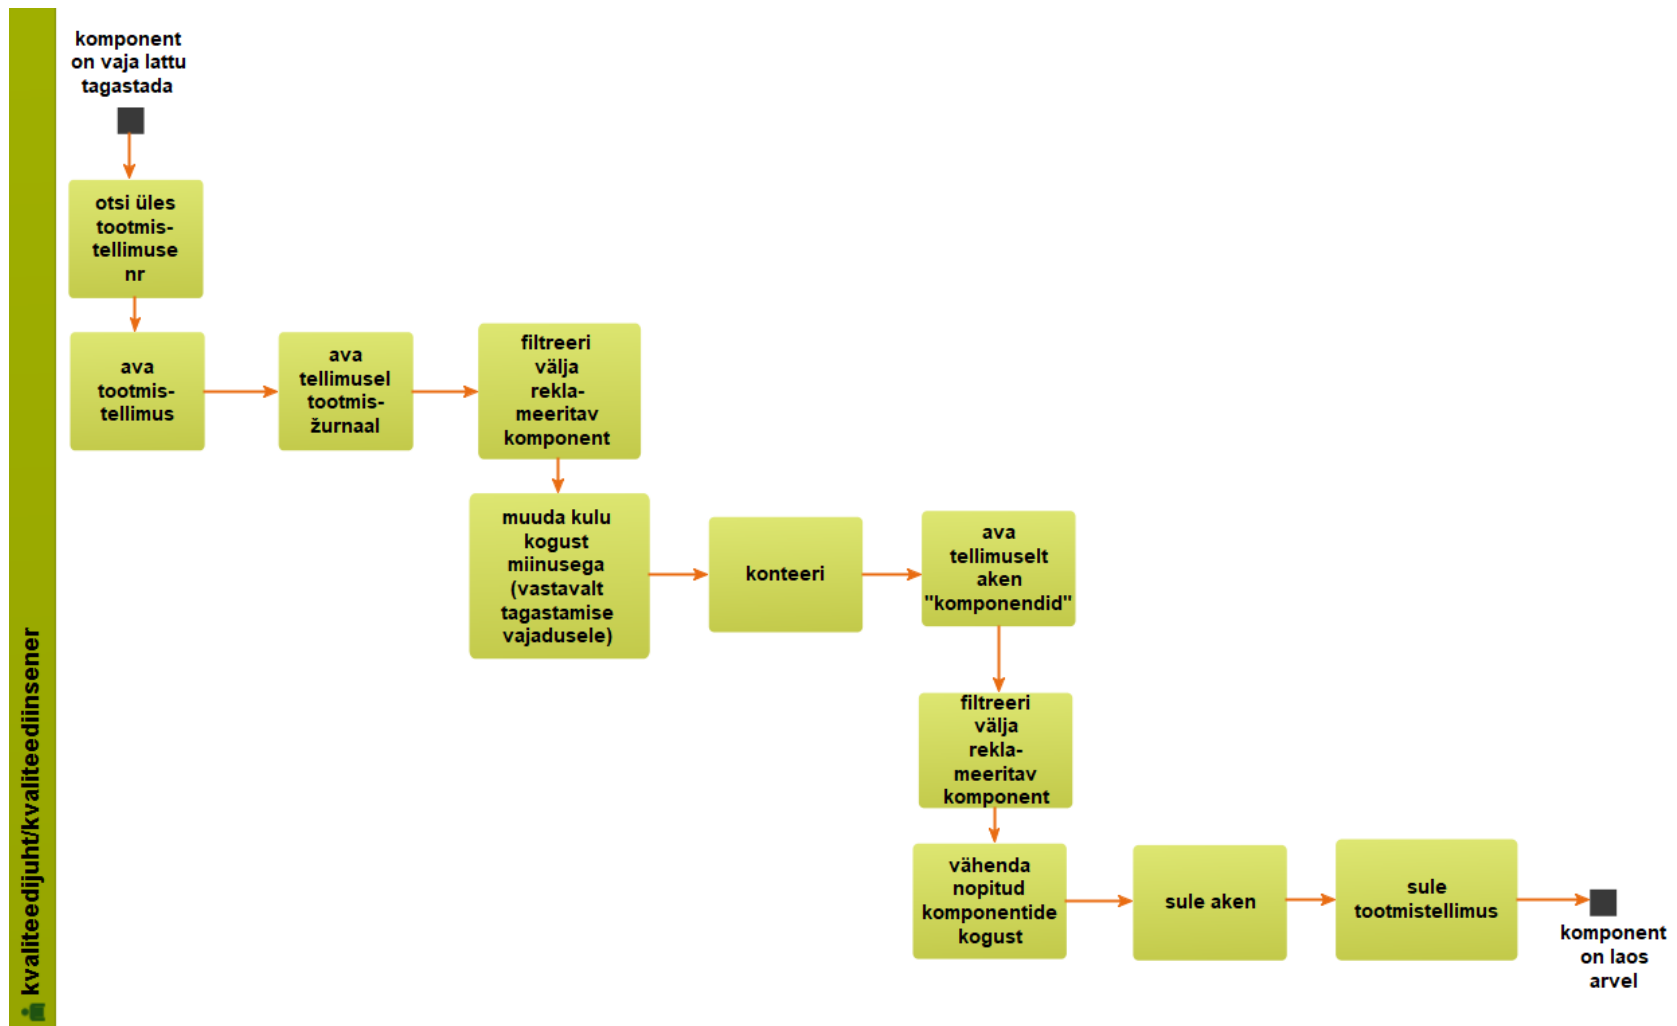 kvaliteedijuht/kvaliteediinsener
komponent
on vaja lattu
tagastada
otsi üles
tootmis-
tellimuse
nr
ava
tootmis-
tellimus
ava
tellimusel
tootmis-
žurnaal
filtreeri
välja
rekla-
meeritav
komponent
muuda kulu
kogust
miinusega
(vastavalt
tagastamise
vajadusele)
konteeri
ava
tellimuselt
aken
"komponendid"
filtreeri
välja
rekla-
meeritav
komponent
vähenda
nopitud
komponentide
kogust
sule aken
sule
tootmistellimus
komponent
on laos
arvel